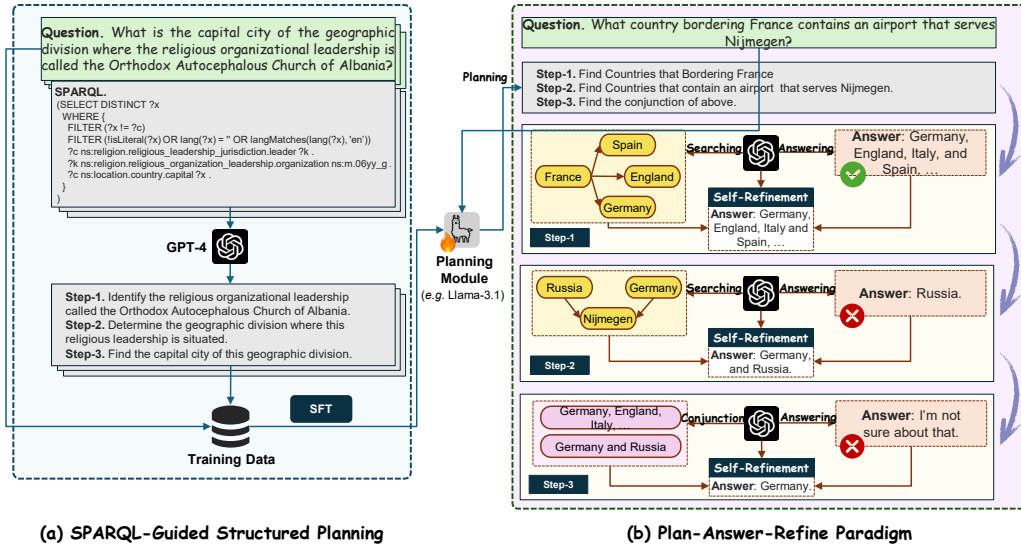 Question. What is the capital city of the geographic
division where the religious organizational leadership is
called the Orthodox Autocephalous Church of Albania?
SPARQL.
(SELECT DISTINCT ?x
WHERE {
FILTER (?x != ?c)
FILTER (!isLiteral(?x) OR lang(?x) = '' OR langMatches(lang(?x), 'en'))
?c ns:religion.religious_leadership_jurisdiction.leader ?k .
?k ns:religion.religious_organization_leadership.organization ns:m.06yy_g .
?c ns:location.country.capital ?x .
}
)
GPT-4
Step-1. Identify the religious organizational leadership
called the Orthodox Autocephalous Church of Albania.
Step-2. Determine the geographic division where this
religious leadership is situated.
Step-3. Find the capital city of this geographic division.
SFT
Training Data
(a) SPARQL-Guided Structured Planning
Planning
Planning
Module
(e.g. Llama-3.1)
Question. What country bordering France contains an airport that serves
Nijmegen?
Step-1. Find Countries that Bordering France
Step-2. Find Countries that contain an airport that serves Nijmegen.
Step-3. Find the conjunction of above.
France
Spain
England
Germany
Searching
Answering
Answer: Germany,
England, Italy, and
Spain, ...
Self-Refinement
Answer: Germany,
England, Italy and
Spain, ...
Step-1
Russia
Germany
Nijmegen
Searching
Answering
Answer: Russia.
Self-Refinement
Answer: Germany,
and Russia.
Step-2
Germany, England,
Italy, ...
Germany and Russia
Conjunction
Answering
Answer: I'm not
sure about that.
Self-Refinement
Answer: Germany.
Step-3
(b) Plan-Answer-Refine Paradigm